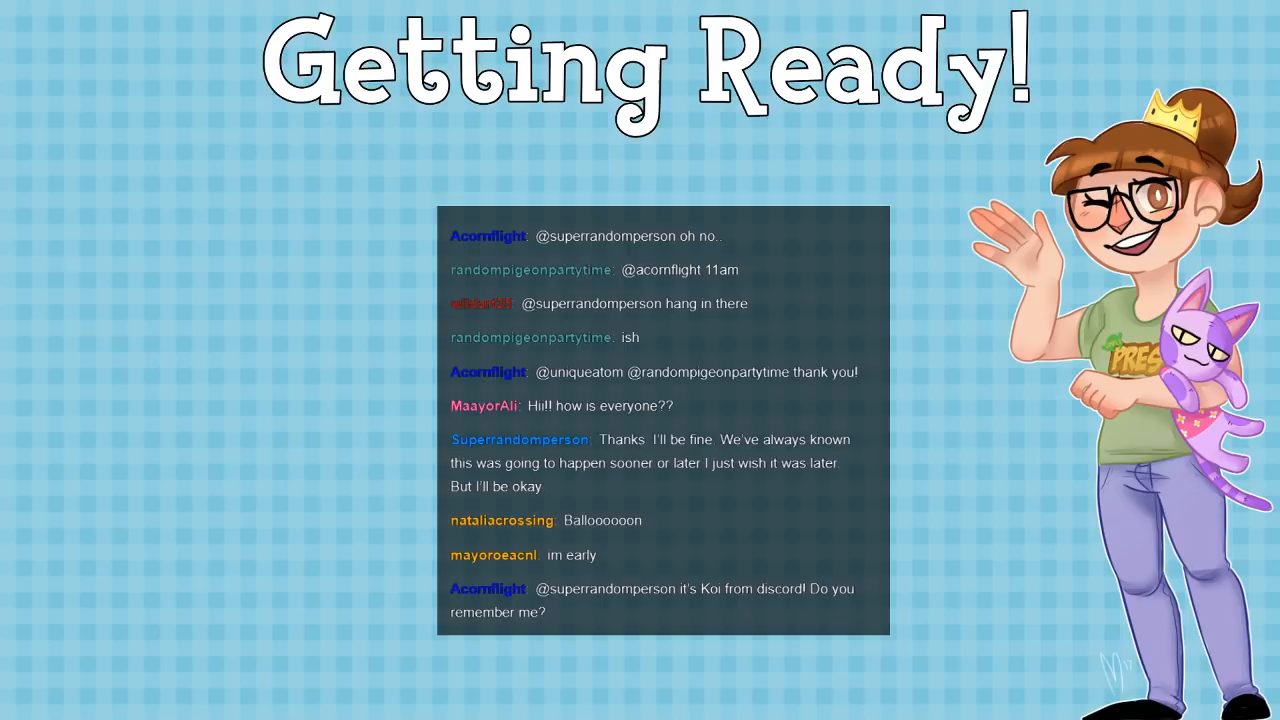 Getting Ready!
Acornflight: @superrandomperson oh no..
randompigeonpartytime: @acornflight 11am
@superrandomperson hang in there
randompigeonpartytime: ish
Acornflight: @uniqueatom @randompigeonpartytime thank you!
MaayorAli: Hii!! how is everyone??
Superrandomperson: Thanks. I'll be fine. We've always known
this was going to happen sooner or later I just wish it was later.
But I'll be okay
nataliacrossing: Balloooooon
mayoroeacnl: im early
Acornflight: @superrandomperson it's Koi from discord! Do you
remember me?
PRES